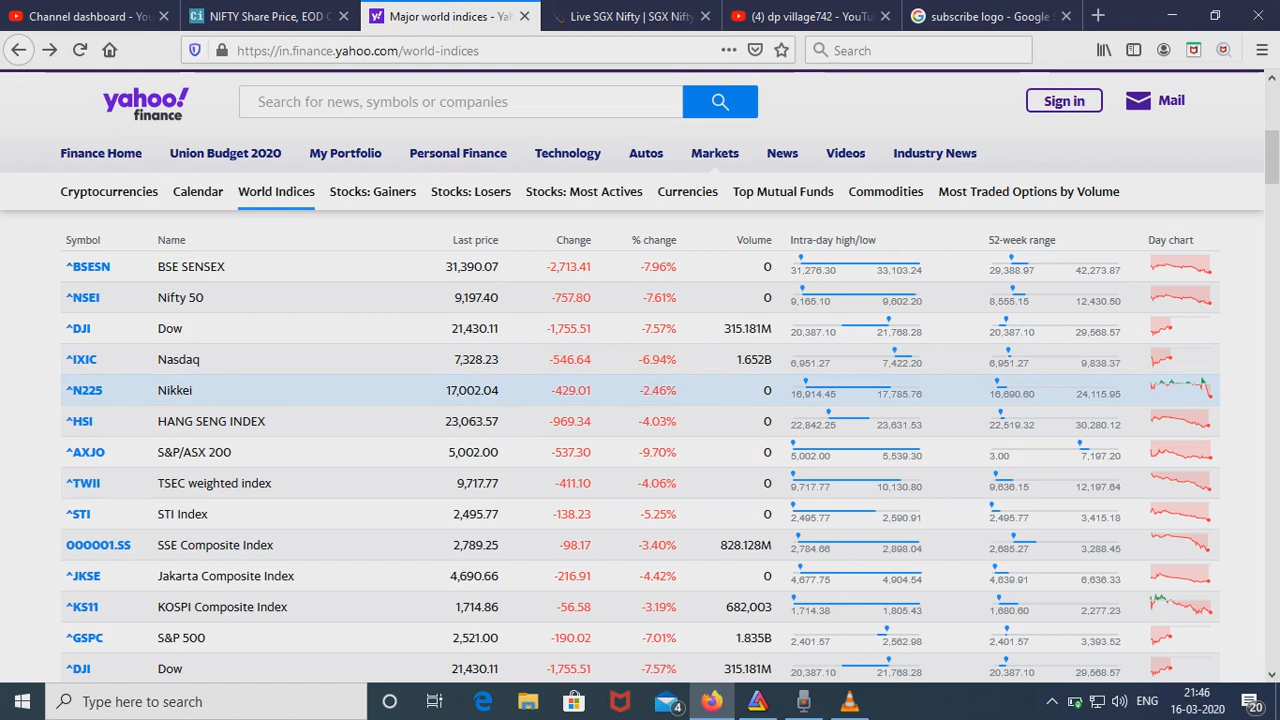 Channel dashboard - YouTu
NIFTY Share Price, EOD C
Major world indices - Yah
Live SGX Nifty | SGX Nifty
(4) dp village742 - YouTu
subscribe logo - Google S
https://in.finance.yahoo.com/world-indices
Search
yahoo!
finance
Search for news, symbols or companies
Sign in
Mail
Finance Home Union Budget 2020 My Portfolio Personal Finance Technology Autos Markets News Videos Industry News
Cryptocurrencies Calendar World Indices Stocks: Gainers Stocks: Losers Stocks: Most Actives Currencies Top Mutual Funds Commodities Most Traded Options by Volume
Symbol Name Last price Change % change Volume Intra-day high/low 52-week range Day chart
^BSESN BSE SENSEX 31,390.07 -2,713.41 -7.96% 0 31,276.30 33,103.24 29,388.97 42,273.87
^NSEI Nifty 50 9,197.40 -757.80 -7.61% 0 9,165.10 9,602.20 8,555.15 12,430.50
^DJI Dow 21,430.11 -1,755.51 -7.57% 315.181M 20,387.10 21,768.28 20,387.10 29,568.57
^IXIC Nasdaq 7,328.23 -546.64 -6.94% 1.652B 6,951.27 7,422.20 6,951.27 9,838.37
^N225 Nikkei 17,002.04 -429.01 -2.46% 0 16,914.45 17,785.76 16,690.60 24,115.95
^HSI HANG SENG INDEX 23,063.57 -969.34 -4.03% 0 22,842.25 23,631.53 22,519.32 30,280.12
^AXJO S&P/ASX 200 5,002.00 -537.30 -9.70% 0 5,002.00 5,539.30 3.00 7,197.20
^TWII TSEC weighted index 9,717.77 -411.10 -4.06% 0 9,717.77 10,130.80 9,636.15 12,197.64
^STI STI Index 2,495.77 -138.23 -5.25% 0 2,495.77 2,590.91 2,495.77 3,415.18
000001.SS SSE Composite Index 2,789.25 -98.17 -3.40% 828.128M 2,784.66 2,898.04 2,685.27 3,288.45
^JKSE Jakarta Composite Index 4,690.66 -216.91 -4.42% 0 4,677.75 4,904.54 4,639.91 6,636.33
^KS11 KOSPI Composite Index 1,714.86 -56.58 -3.19% 682,003 1,714.38 1,805.43 1,680.60 2,277.23
^GSPC S&P 500 2,521.00 -190.02 -7.01% 1.835B 2,401.57 2,562.98 2,401.57 3,393.52
^DJI Dow 21,430.11 -1,755.51 -7.57% 315.181M 20,387.10 21,768.28 20,387.10 29,568.57
Type here to search
4
ENG
21:46
16-03-2020
20